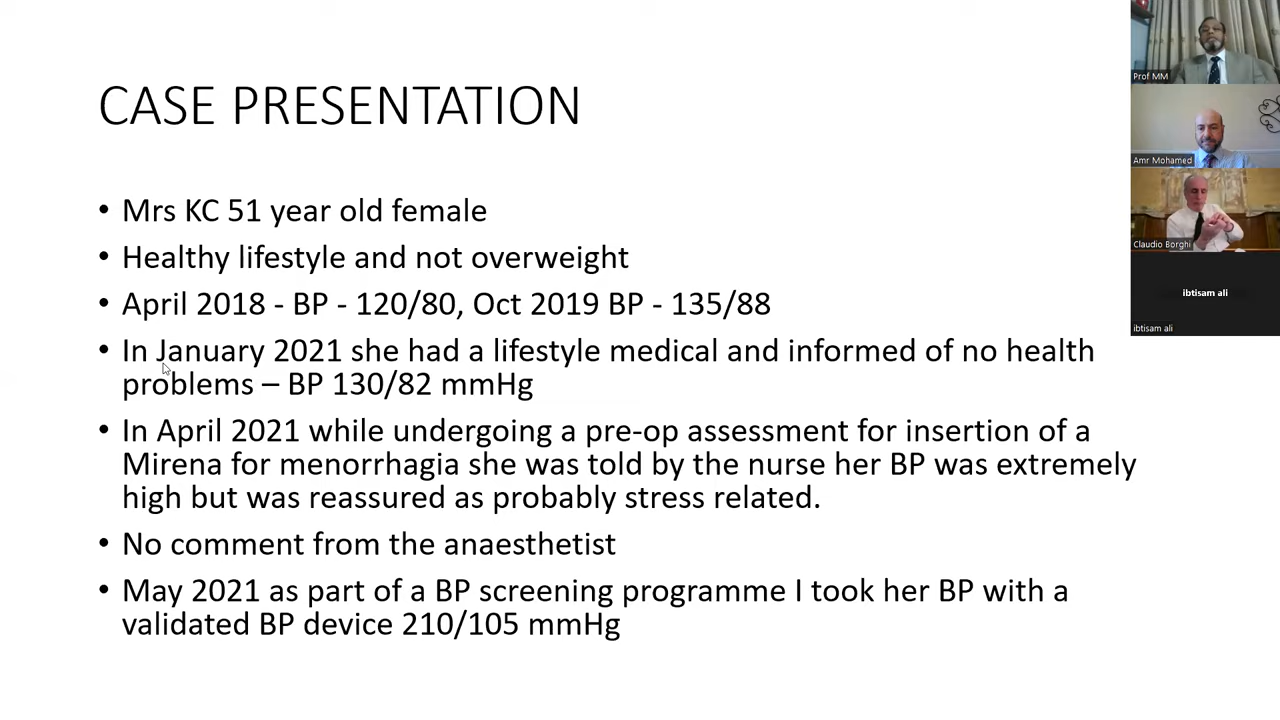 CASE PRESENTATION
• Mrs KC 51 year old female
• Healthy lifestyle and not overweight
• April 2018 - BP - 120/80, Oct 2019 BP - 135/88
• In January 2021 she had a lifestyle medical and informed of no health
problems – BP 130/82 mmHg
• In April 2021 while undergoing a pre-op assessment for insertion of a
Mirena for menorrhagia she was told by the nurse her BP was extremely
high but was reassured as probably stress related.
• No comment from the anaesthetist
• May 2021 as part of a BP screening programme I took her BP with a
validated BP device 210/105 mmHg
Prof MM
Amr Mohamed
Claudio Borghi
ibtisam ali
ibtisam ali